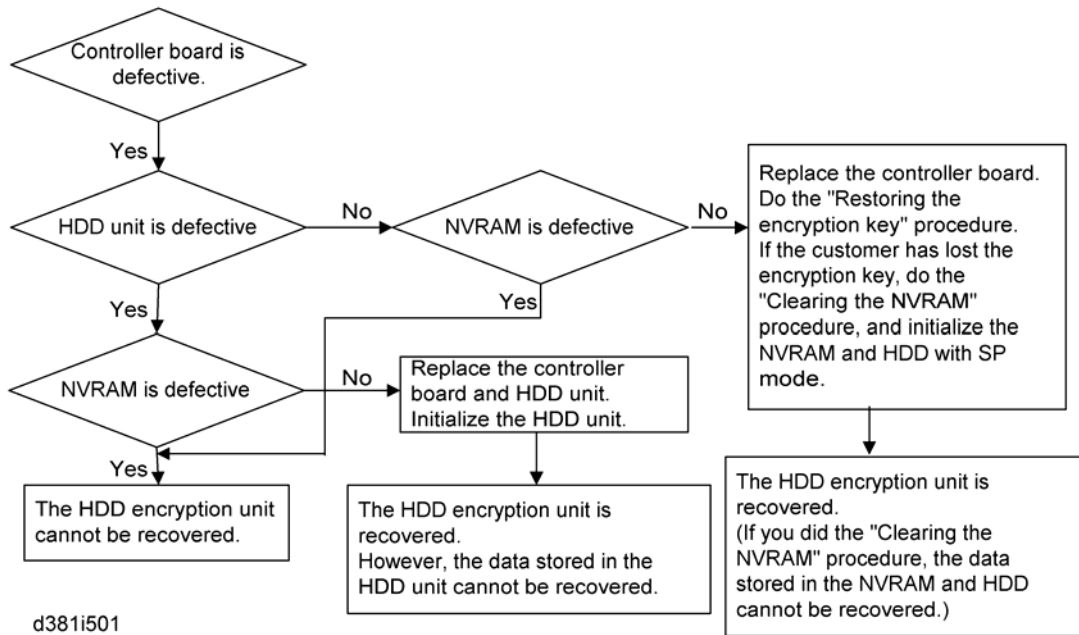 Controller board is
defective.
Yes
HDD unit is defective
No
NVRAM is defective
No
Replace the controller board.
Do the "Restoring the
encryption key" procedure.
If the customer has lost the
encryption key, do the
"Clearing the NVRAM"
procedure, and initialize the
NVRAM and HDD with SP
mode.
Yes
Yes
NVRAM is defective
No
Replace the controller
board and HDD unit.
Initialize the HDD unit.
Yes
The HDD encryption unit
cannot be recovered.
The HDD encryption unit is
recovered.
However, the data stored in the
HDD unit cannot be recovered.
The HDD encryption unit is
recovered.
(If you did the "Clearing the
NVRAM" procedure, the data
stored in the NVRAM and HDD
cannot be recovered.)
d381i501